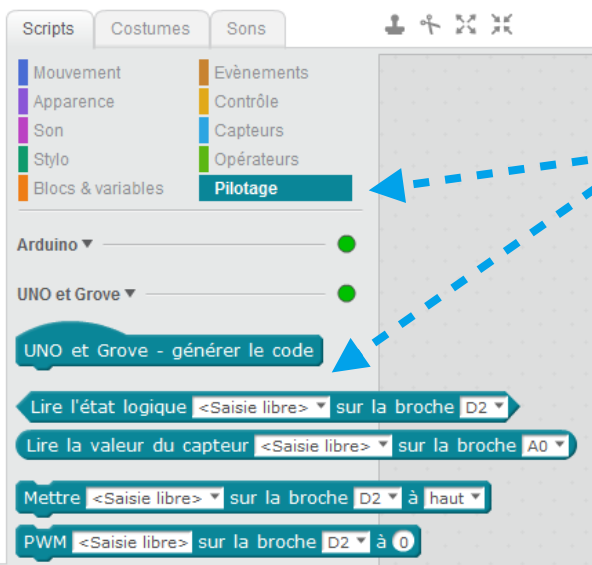 Scripts Costumes Sons
Mouvement Evènements
Apparence Contrôle
Son Capteurs
Stylo Opérateurs
Blocs & variables Pilotage
Arduino
UNO et Grove
UNO et Grove - générer le code
Lire l'état logique <Saisie libre> sur la broche D2
Lire la valeur du capteur <Saisie libre> sur la broche A0
Mettre <Saisie libre> sur la broche D2 à haut
PWM <Saisie libre> sur la broche D2 à 0